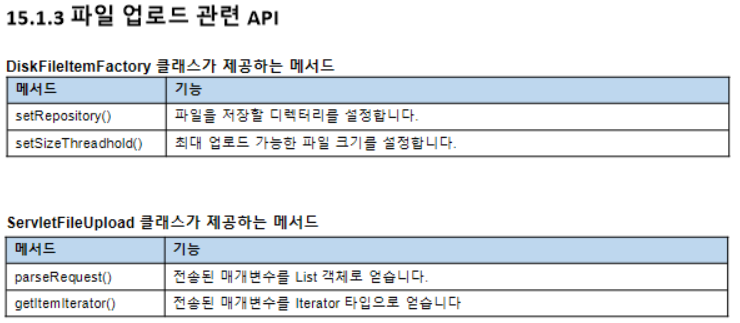 15.1.3 파일 업로드 관련 API
DiskFileItemFactory 클래스가 제공하는 메서드
메서드 기능
setRepository() 파일을 저장할 디렉터리를 설정합니다.
setSizeThreadhold() 최대 업로드 가능한 파일 크기를 설정합니다.
ServletFileUpload 클래스가 제공하는 메서드
메서드 기능
parseRequest() 전송된 매개변수를 List 객체로 얻습니다.
getItemIterator() 전송된 매개변수를 Iterator 타입으로 얻습니다